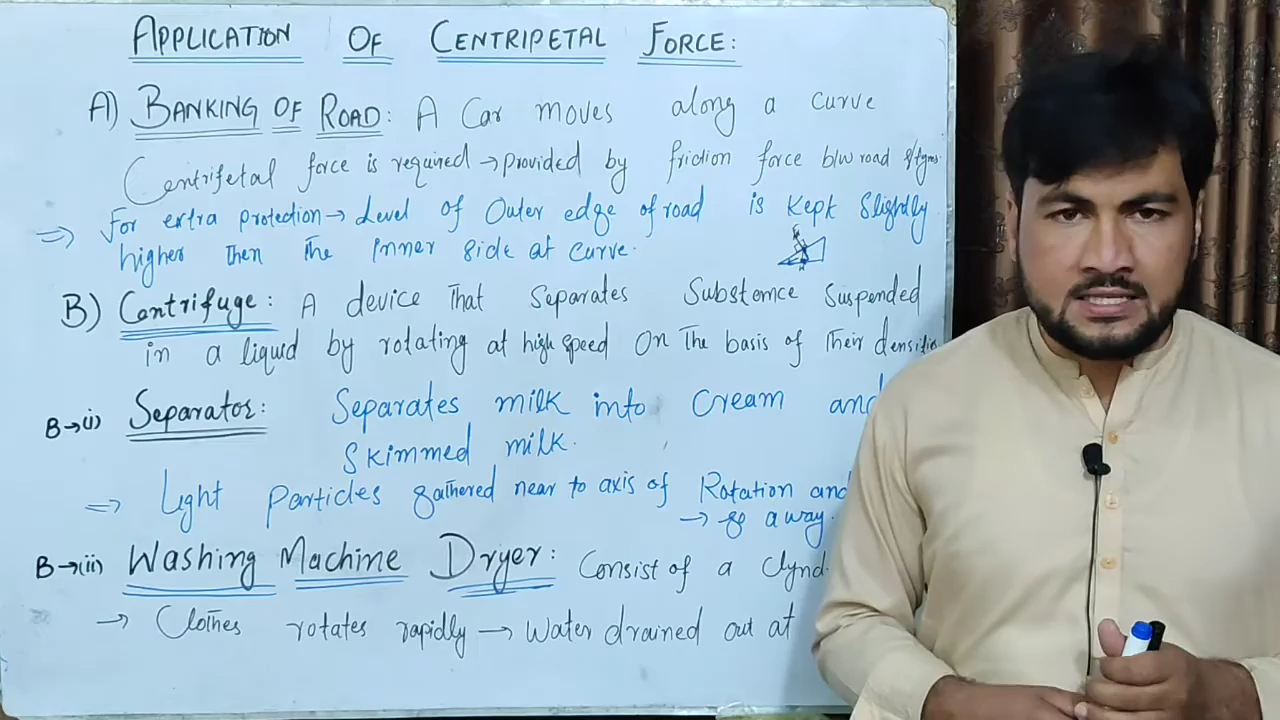 APPLICATION OF CENTRIPETAL FORCE:
A) BANKING OF ROAD: A Car moves along a curve
Centrifetal force is required → provided by friction force b/w road &
⇒ for extra protection → Level of Outer edge of road is Kept Slightly
higher Then The Inner Side at Curve.
B) Centrifuge: A device That Separates Substance Suspended
in a liquid by rotating at high speed On The basis of Their
B→i) Separator: Separates milk into Cream and
Skimmed milk.
⇒ Light Particles gathered near to axis of Rotation and
→ go away.
B→(ii) Washing Machine Dryer: Consist of a Clynd
→ Clothes rotates rapidly → Water drained out at